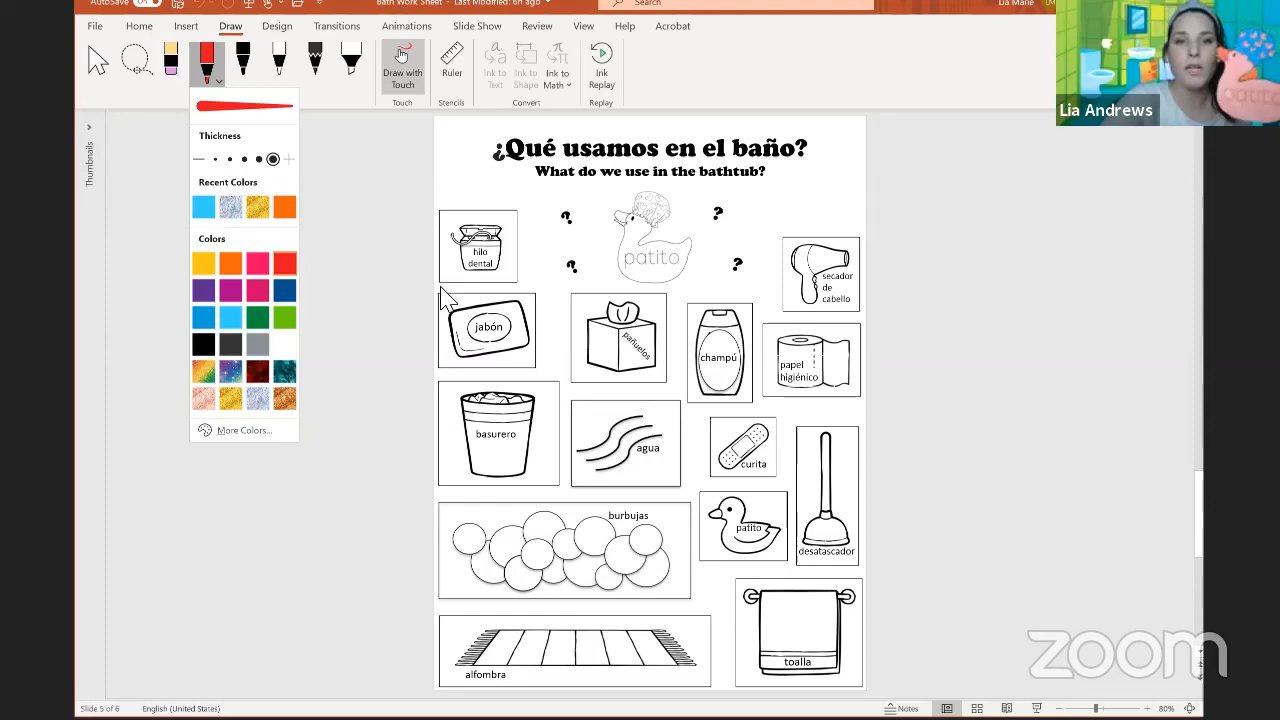 AutoSave On
Bath Work Sheet - Last Modified: 6h ago
Search
Lia Marie
File Home Insert Draw Design Transitions Animations Slide Show Review View Help Acrobat
Draw with
Touch
Ruler
Ink to
Text
Ink to
Shape
Ink to
Math
Ink
Replay
Touch
Stencils
Convert
Replay
Lia Andrews
Thickness
Recent Colors
Colors
More Colors...
Thumbnails
¿Qué usamos en el baño?
What do we use in the bathtub?
? ?
? ?
patito
hilo
dental
secador
de
cabello
jabón
pañuelos
champú
papel
higiénico
basurero
agua
curita
burbujas
patito
desatascador
alfombra
toalla
zoom
Slide 5 of 6
English (United States)
Notes
80%